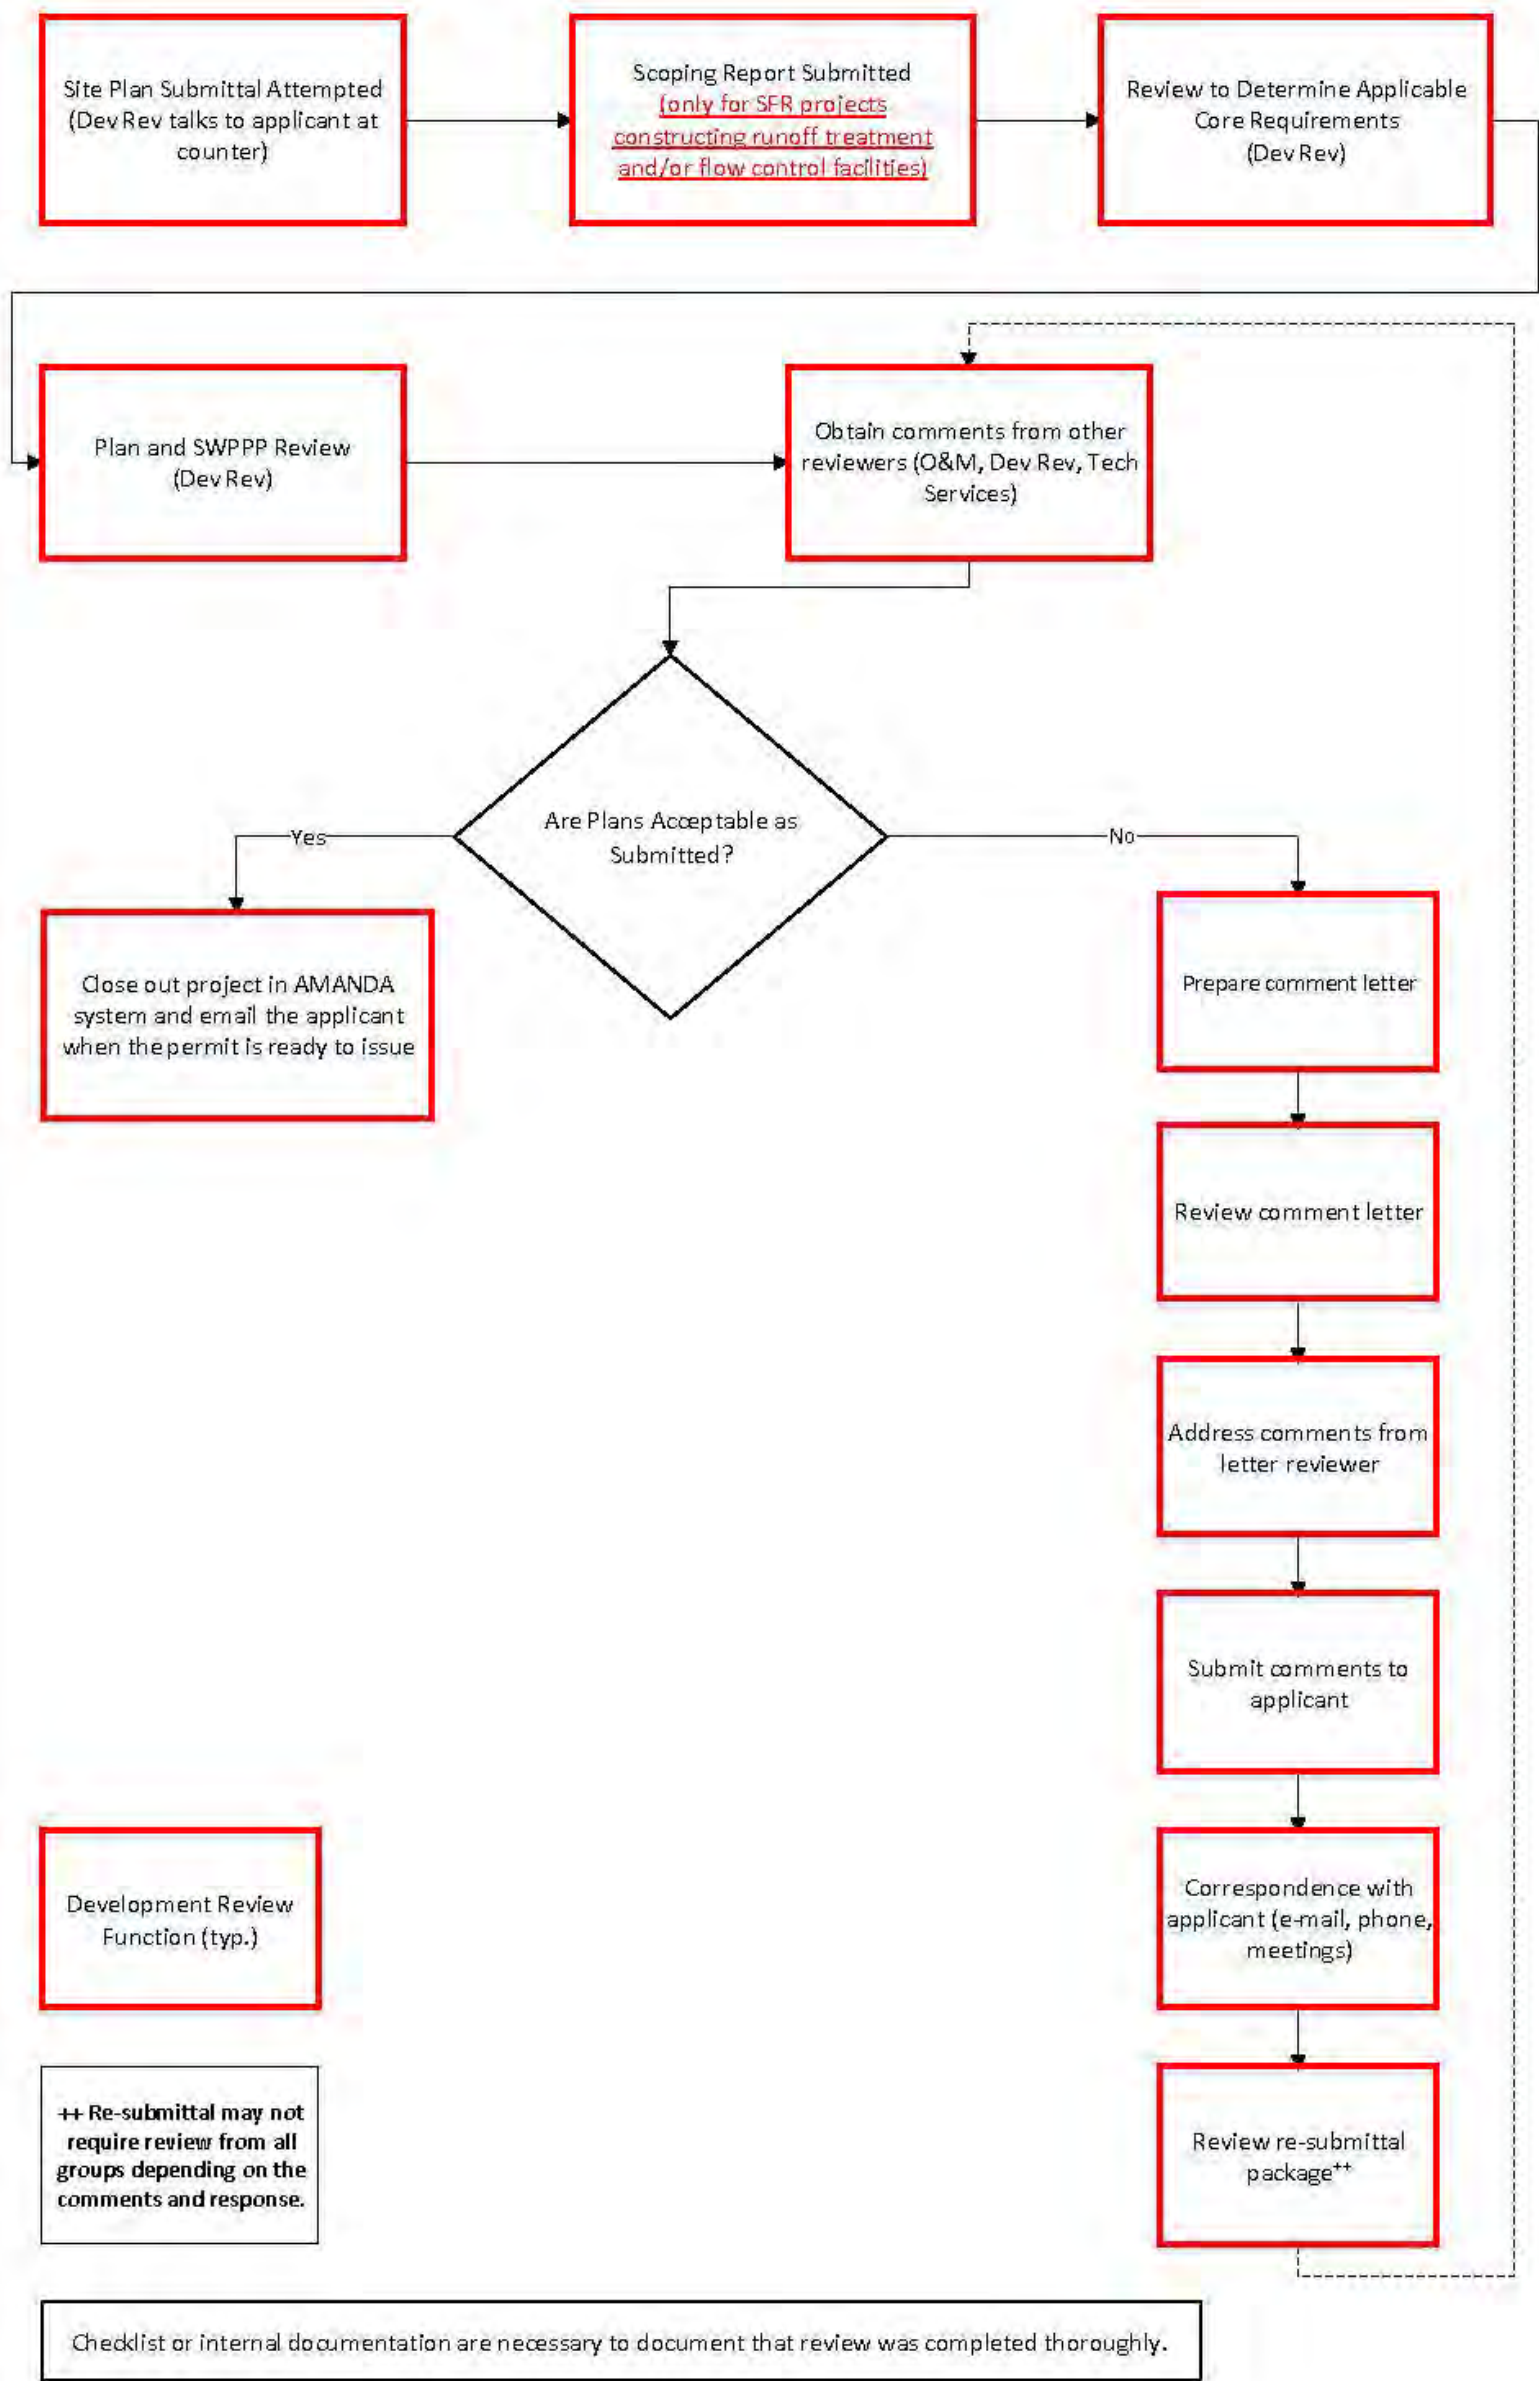 Site Plan Submittal Attempted
(Dev Rev talks to applicant at
counter)
Scoping Report Submitted
(only for SFR projects
constructing runoff treatment
and/or flow control facilities)
Review to Determine Applicable
Core Requirements
(Dev Rev)
Plan and SWPPP Review
(Dev Rev)
Obtain comments from other
reviewers (O&M, Dev Rev, Tech
Services)
Are Plans Acceptable as
Submitted?
Yes
No
Close out project in AMANDA
system and email the applicant
when the permit is ready to issue
Prepare comment letter
Review comment letter
Address comments from
letter reviewer
Submit comments to
applicant
Correspondence with
applicant (e-mail, phone,
meetings)
Review re-submittal
package++
Development Review
Function (typ.)
++ Re-submittal may not
require review from all
groups depending on the
comments and response.
Checklist or internal documentation are necessary to document that review was completed thoroughly.